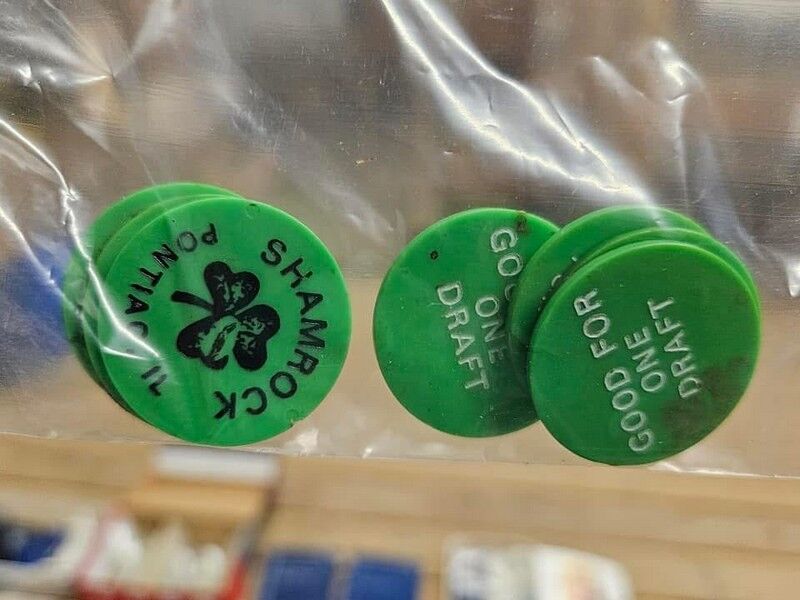 SHAMROCK
PONTIAC IL
GOOD
ONE
DRAFT
GOOD FOR
ONE
DRAFT